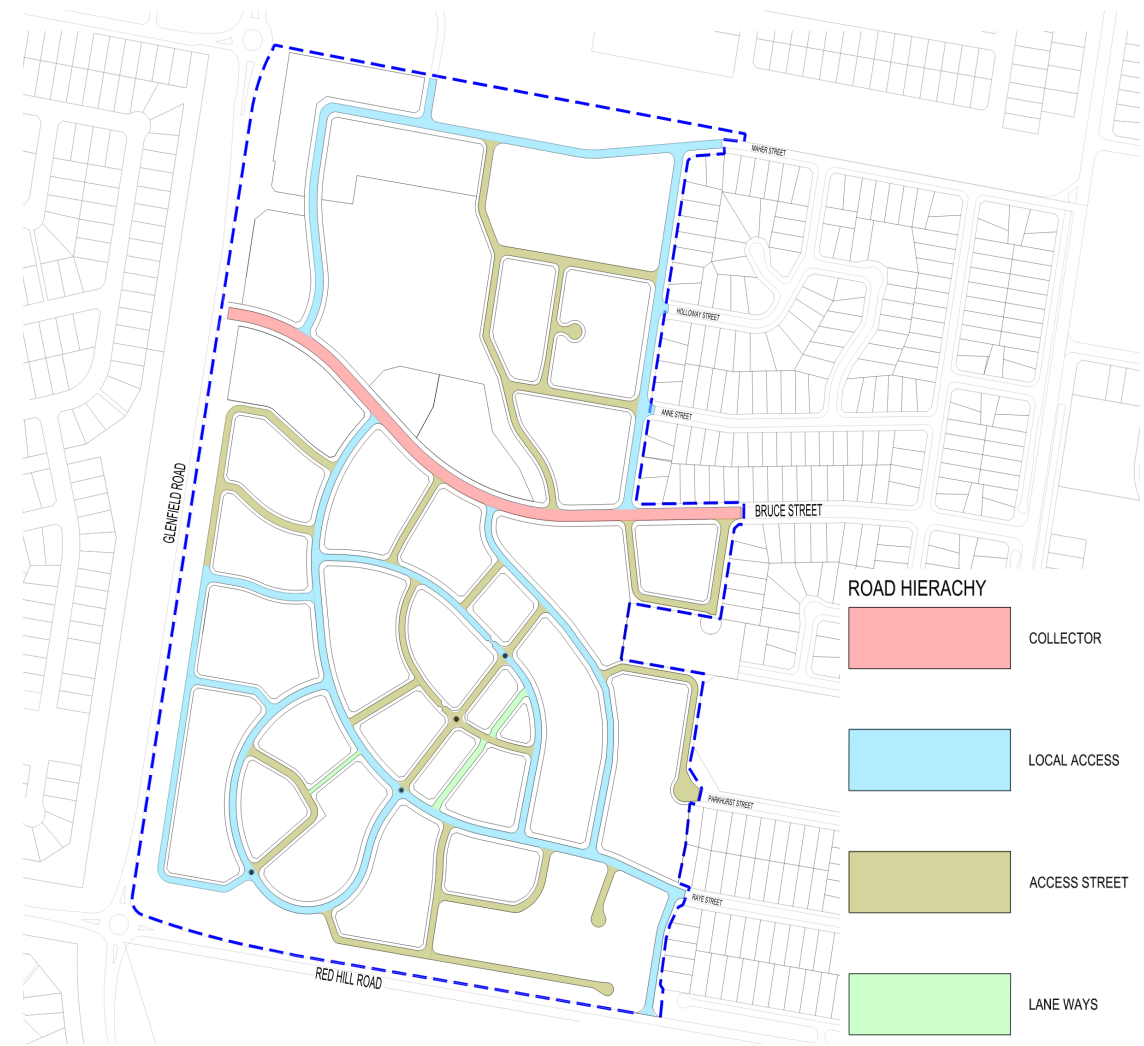 MAHER STREET
HOLLOWAY STREET
ANNE STREET
GLENFIELD ROAD
BRUCE STREET
ROAD HIERACHY
COLLECTOR
LOCAL ACCESS
PARKHURST STREET
ACCESS STREET
RAYE STREET
RED HILL ROAD
LANE WAYS